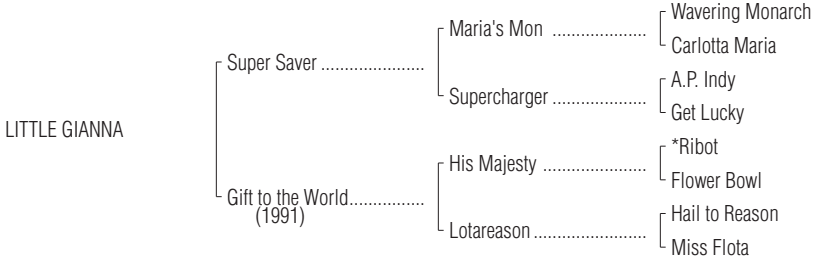 Wavering Monarch
Maria's Mon .....................
Carlotta Maria
Super Saver ......................
A.P. Indy
Supercharger .....................
Get Lucky
LITTLE GIANNA
*Ribot
His Majesty .......................
Flower Bowl
Gift to the World.................
(1991)
Hail to Reason
Lotareason .........................
Miss Flota